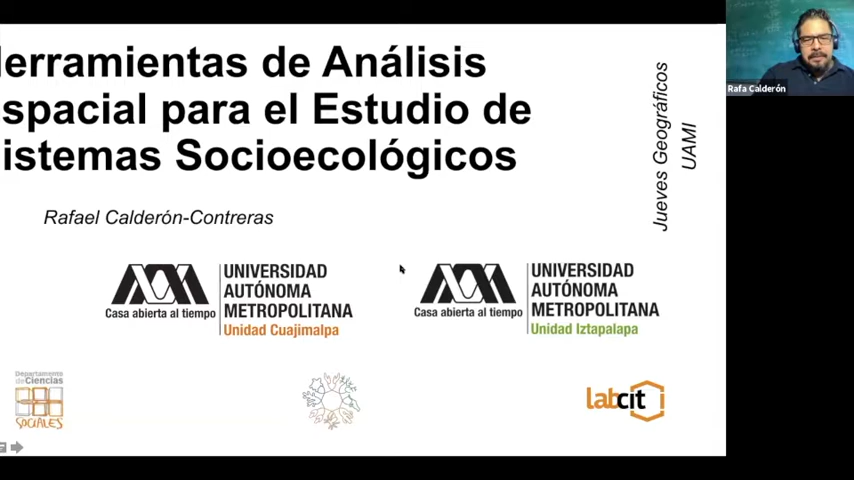 erramientas de Análisis
spacial para el Estudio de
istemas Socioecológicos
Rafael Calderón-Contreras
Jueves Geográficos
UAMI
Casa abierta al tiempo
UNIVERSIDAD
AUTÓNOMA
METROPOLITANA
Unidad Cuajimalpa
Casa abierta al tiempo
UNIVERSIDAD
AUTÓNOMA
METROPOLITANA
Unidad Iztapalapa
Departamento
de Ciencias
SOCIALES
labcit
Rafa Calderón